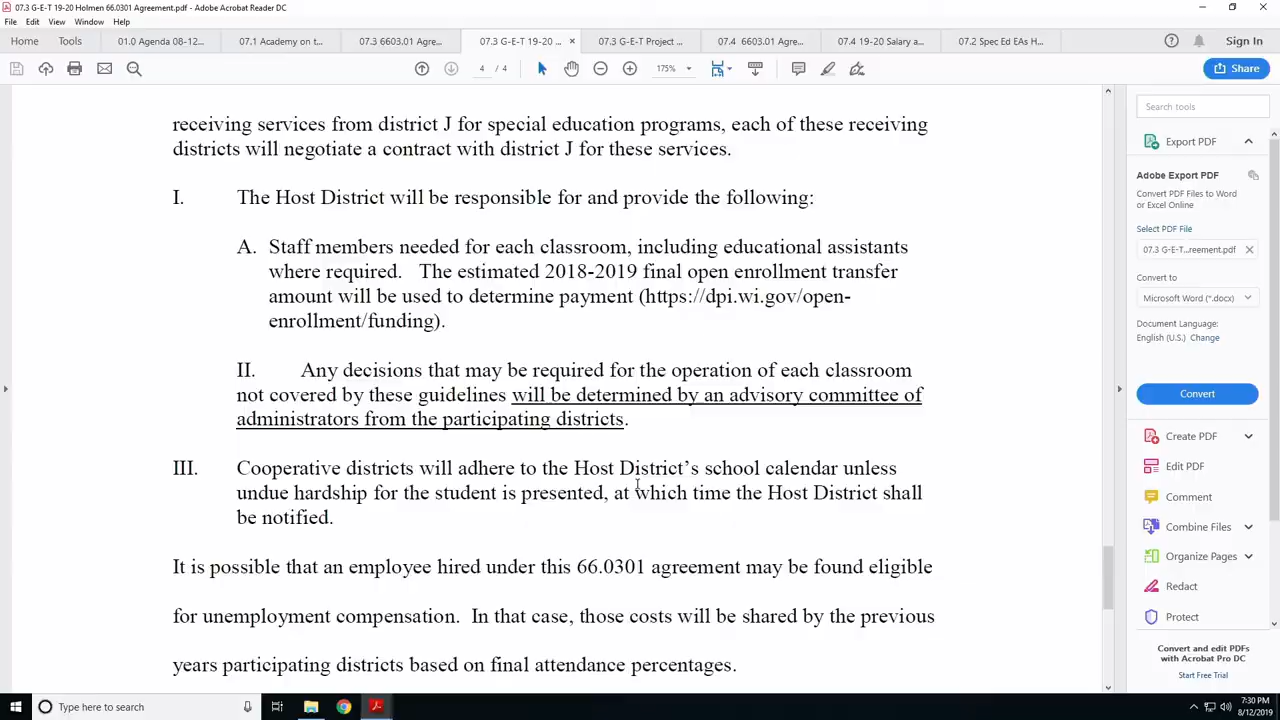 07.3 G-E-T 19-20 Holmen 66.0301 Agreement.pdf - Adobe Acrobat Reader DC
File Edit View Window Help
Home Tools 01.0 Agenda 08-12... 07.1 Academy on t... 07.3 6603.01 Agre... 07.3 G-E-T 19-20 ... × 07.3 G-E-T Project ... 07.4 6603.01 Agre... 07.4 19-20 Salary a... 07.2 Spec Ed EAs H... Sign In
4 / 4 175% Share
receiving services from district J for special education programs, each of these receiving
districts will negotiate a contract with district J for these services.
I. The Host District will be responsible for and provide the following:
A. Staff members needed for each classroom, including educational assistants
where required. The estimated 2018-2019 final open enrollment transfer
amount will be used to determine payment (https://dpi.wi.gov/open-
enrollment/funding).
II. Any decisions that may be required for the operation of each classroom
not covered by these guidelines will be determined by an advisory committee of
administrators from the participating districts.
III. Cooperative districts will adhere to the Host District's school calendar unless
undue hardship for the student is presented, at which time the Host District shall
be notified.
It is possible that an employee hired under this 66.0301 agreement may be found eligible
for unemployment compensation. In that case, those costs will be shared by the previous
years participating districts based on final attendance percentages.
Search tools
Export PDF
Adobe Export PDF
Convert PDF Files to Word
or Excel Online
Select PDF File
07.3 G-E-T...reement.pdf
Convert to
Microsoft Word (*.docx)
Document Language:
English (U.S.) Change
Convert
Create PDF
Edit PDF
Comment
Combine Files
Organize Pages
Redact
Protect
Convert and edit PDFs
with Acrobat Pro DC
Start Free Trial
Type here to search
7:30 PM
8/12/2019